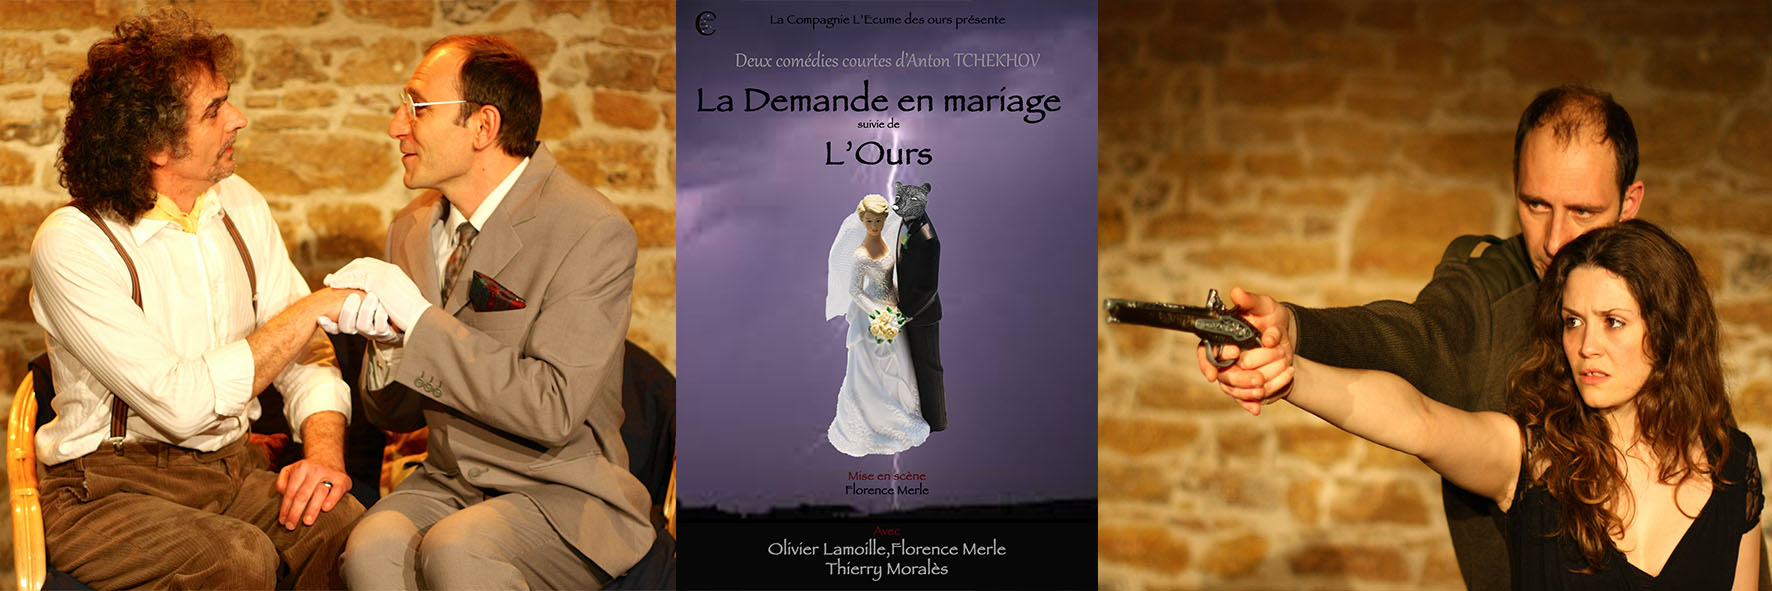 La Compagnie L'Ecume des ours présente
Deux comédies courtes d'Anton TCHEKHOV
La Demande en mariage
suivie de
L'Ours
Mise en scène
Florence Merle
Avec
Olivier Lamoille,Florence Merle
Thierry Moralès